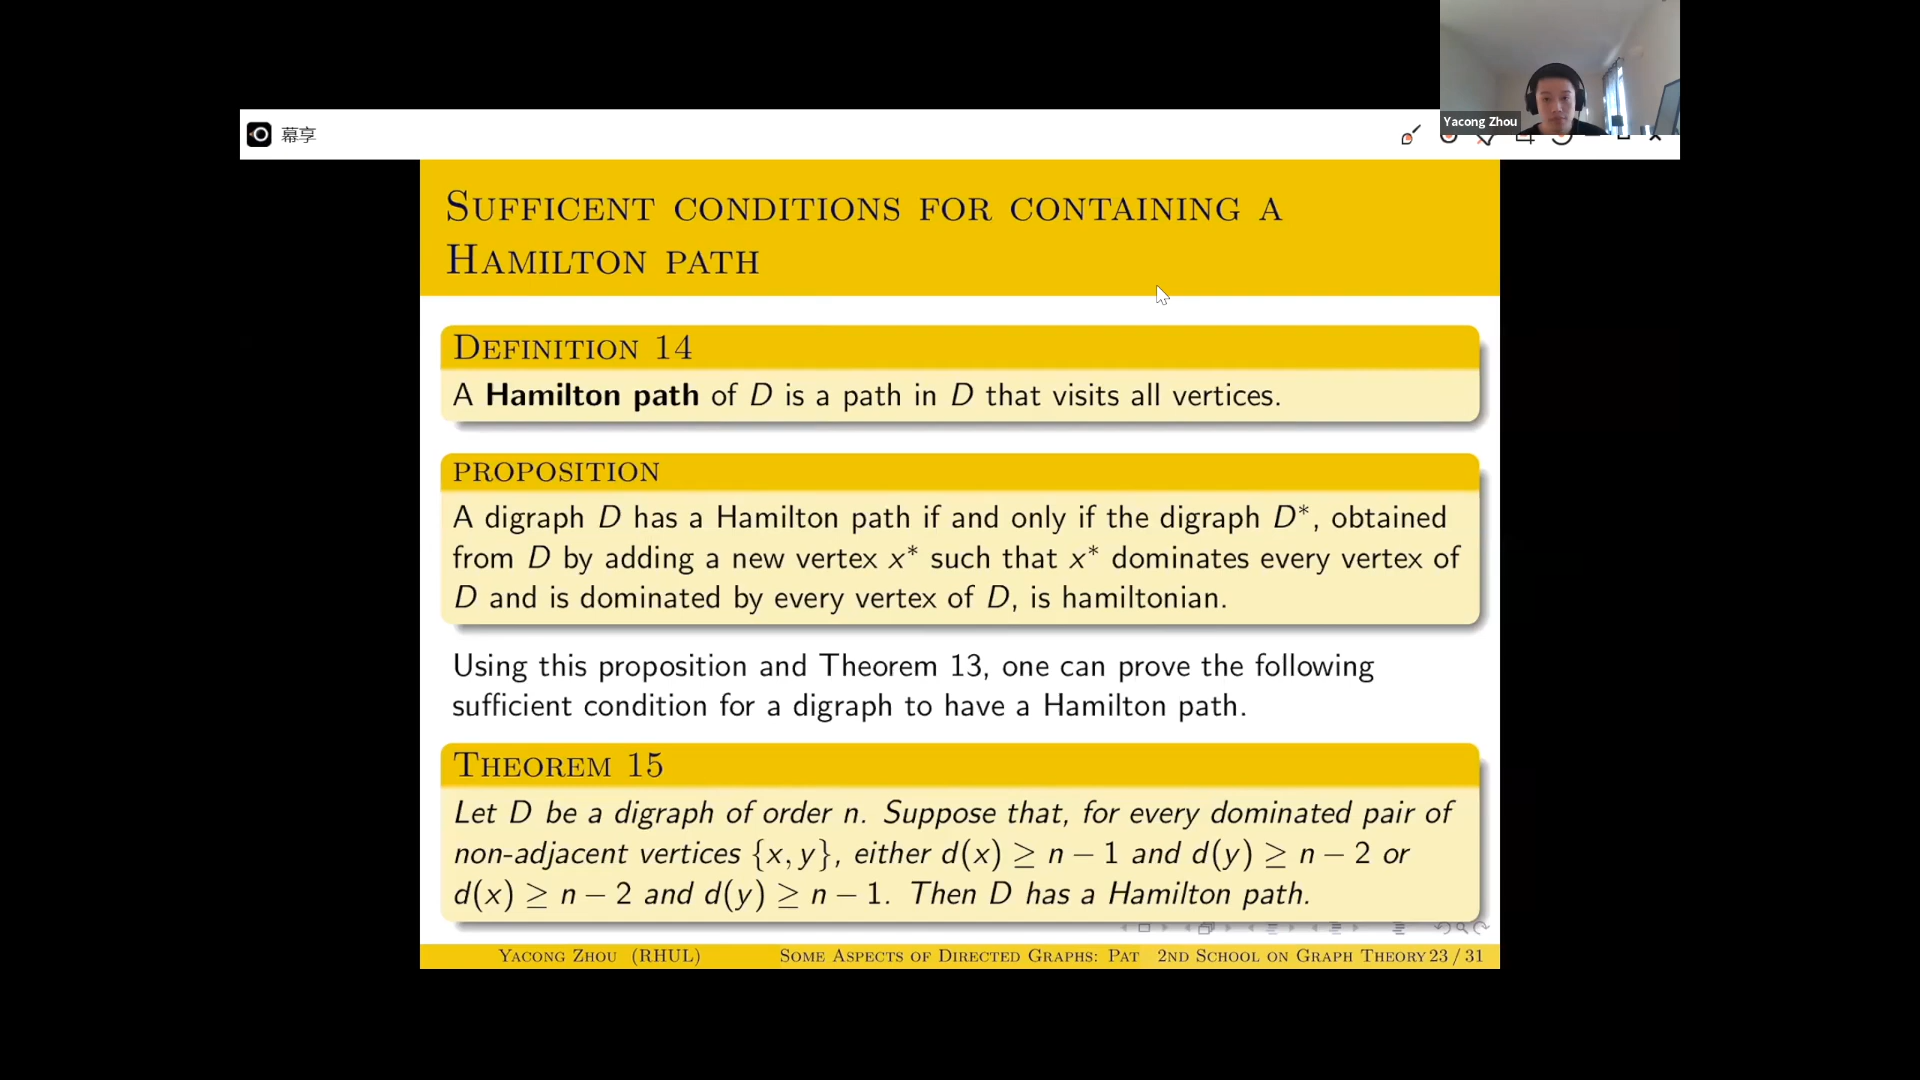 Yacong Zhou
幕享
Sufficent conditions for containing a
Hamilton path
Definition 14
A Hamilton path of D is a path in D that visits all vertices.
proposition
A digraph D has a Hamilton path if and only if the digraph D*, obtained
from D by adding a new vertex x* such that x* dominates every vertex of
D and is dominated by every vertex of D, is hamiltonian.
Using this proposition and Theorem 13, one can prove the following
sufficient condition for a digraph to have a Hamilton path.
Theorem 15
Let D be a digraph of order n. Suppose that, for every dominated pair of
non-adjacent vertices {x, y}, either d(x) ≥ n − 1 and d(y) ≥ n − 2 or
d(x) ≥ n − 2 and d(y) ≥ n − 1. Then D has a Hamilton path.
Yacong Zhou (RHUL) Some Aspects of Directed Graphs: Pat 2nd School on Graph Theory 23 / 31